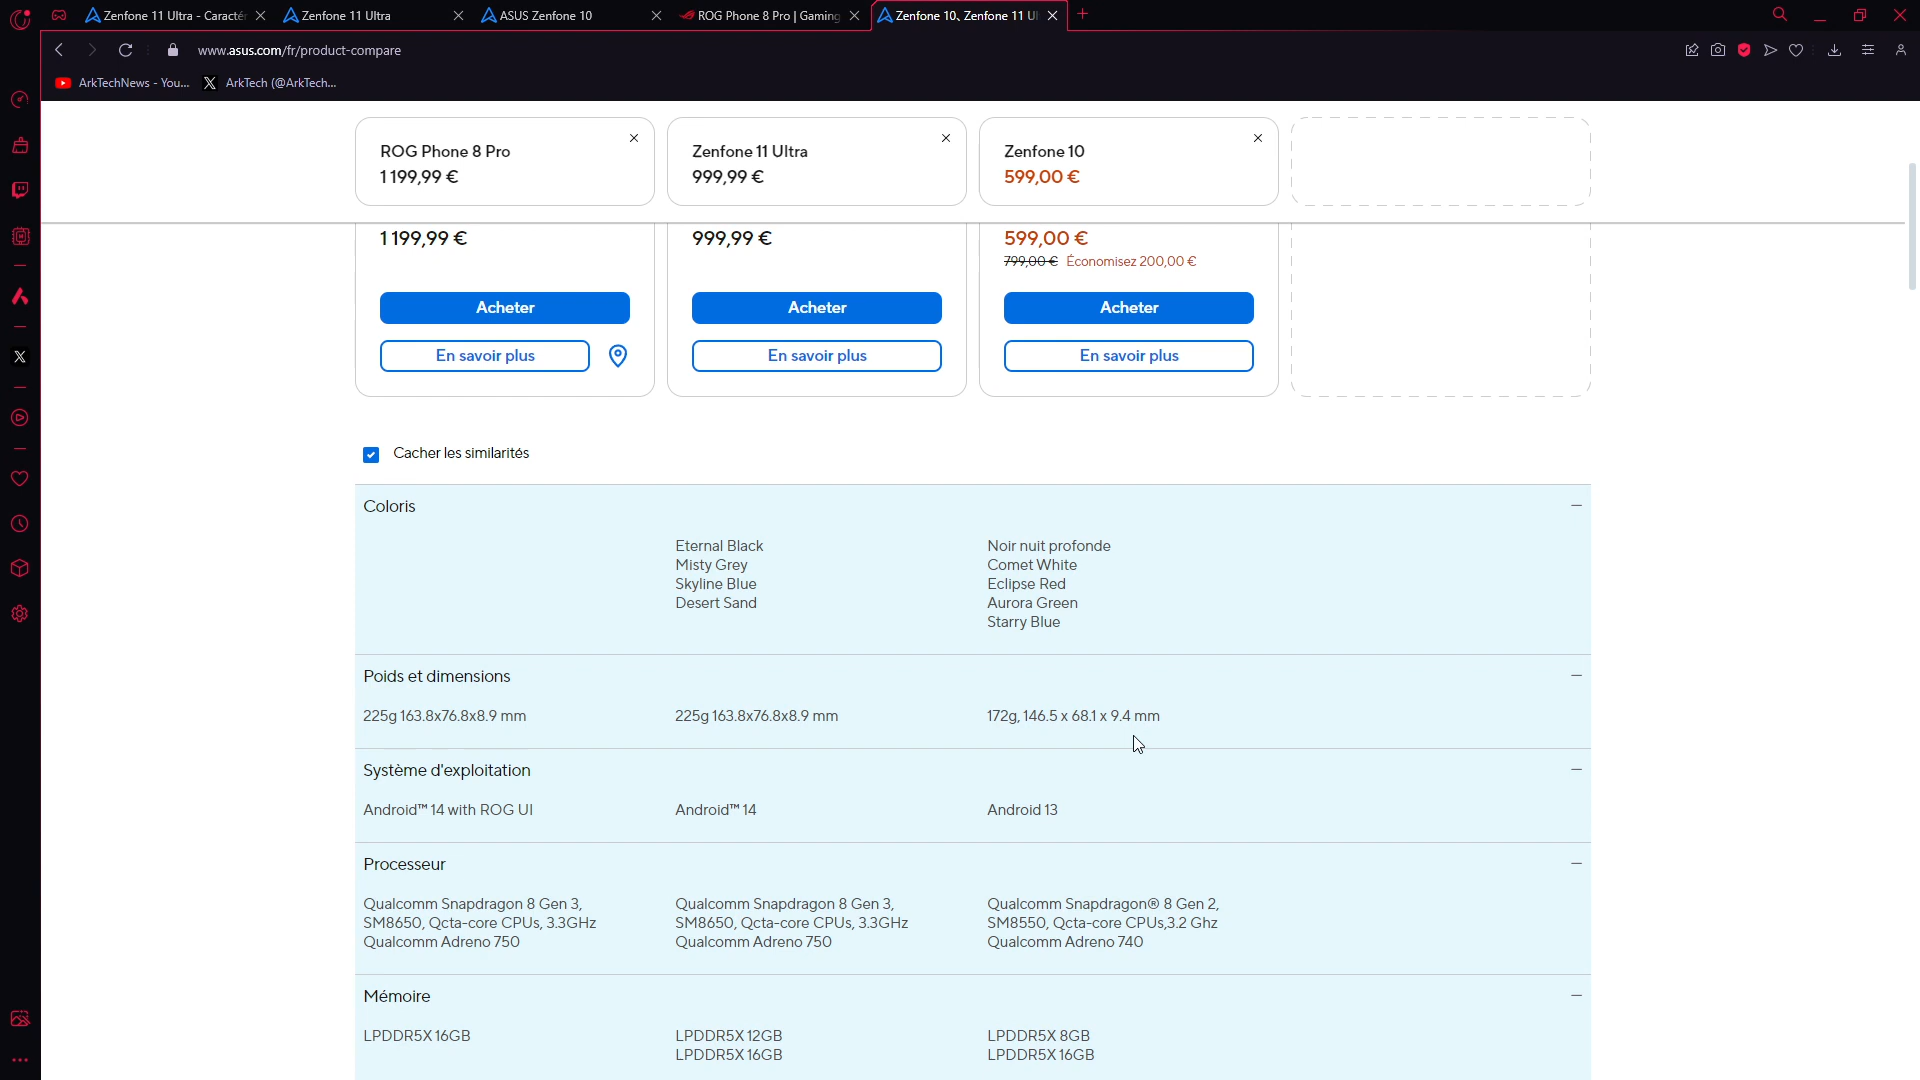 Zenfone 11 Ultra - Caractér
Zenfone 11 Ultra
ASUS Zenfone 10
ROG Phone 8 Pro | Gaming
Zenfone 10、Zenfone 11 Ul
www.asus.com/fr/product-compare
ArkTechNews - You...
ArkTech (@ArkTech...
ROG Phone 8 Pro
1 199,99 €
Zenfone 11 Ultra
999,99 €
Zenfone 10
599,00 €
1 199,99 €
999,99 €
599,00 €
799,00 € Économisez 200,00 €
Acheter
Acheter
Acheter
En savoir plus
En savoir plus
En savoir plus
Cacher les similarités
Coloris
Eternal Black
Misty Grey
Skyline Blue
Desert Sand
Noir nuit profonde
Comet White
Eclipse Red
Aurora Green
Starry Blue
Poids et dimensions
225g 163.8x76.8x8.9 mm
225g 163.8x76.8x8.9 mm
172g, 146.5 x 68.1 x 9.4 mm
Système d'exploitation
Android™ 14 with ROG UI
Android™ 14
Android 13
Processeur
Qualcomm Snapdragon 8 Gen 3,
SM8650, Qcta-core CPUs, 3.3GHz
Qualcomm Adreno 750
Qualcomm Snapdragon 8 Gen 3,
SM8650, Qcta-core CPUs, 3.3GHz
Qualcomm Adreno 750
Qualcomm Snapdragon® 8 Gen 2,
SM8550, Qcta-core CPUs,3.2 Ghz
Qualcomm Adreno 740
Mémoire
LPDDR5X 16GB
LPDDR5X 12GB
LPDDR5X 16GB
LPDDR5X 8GB
LPDDR5X 16GB